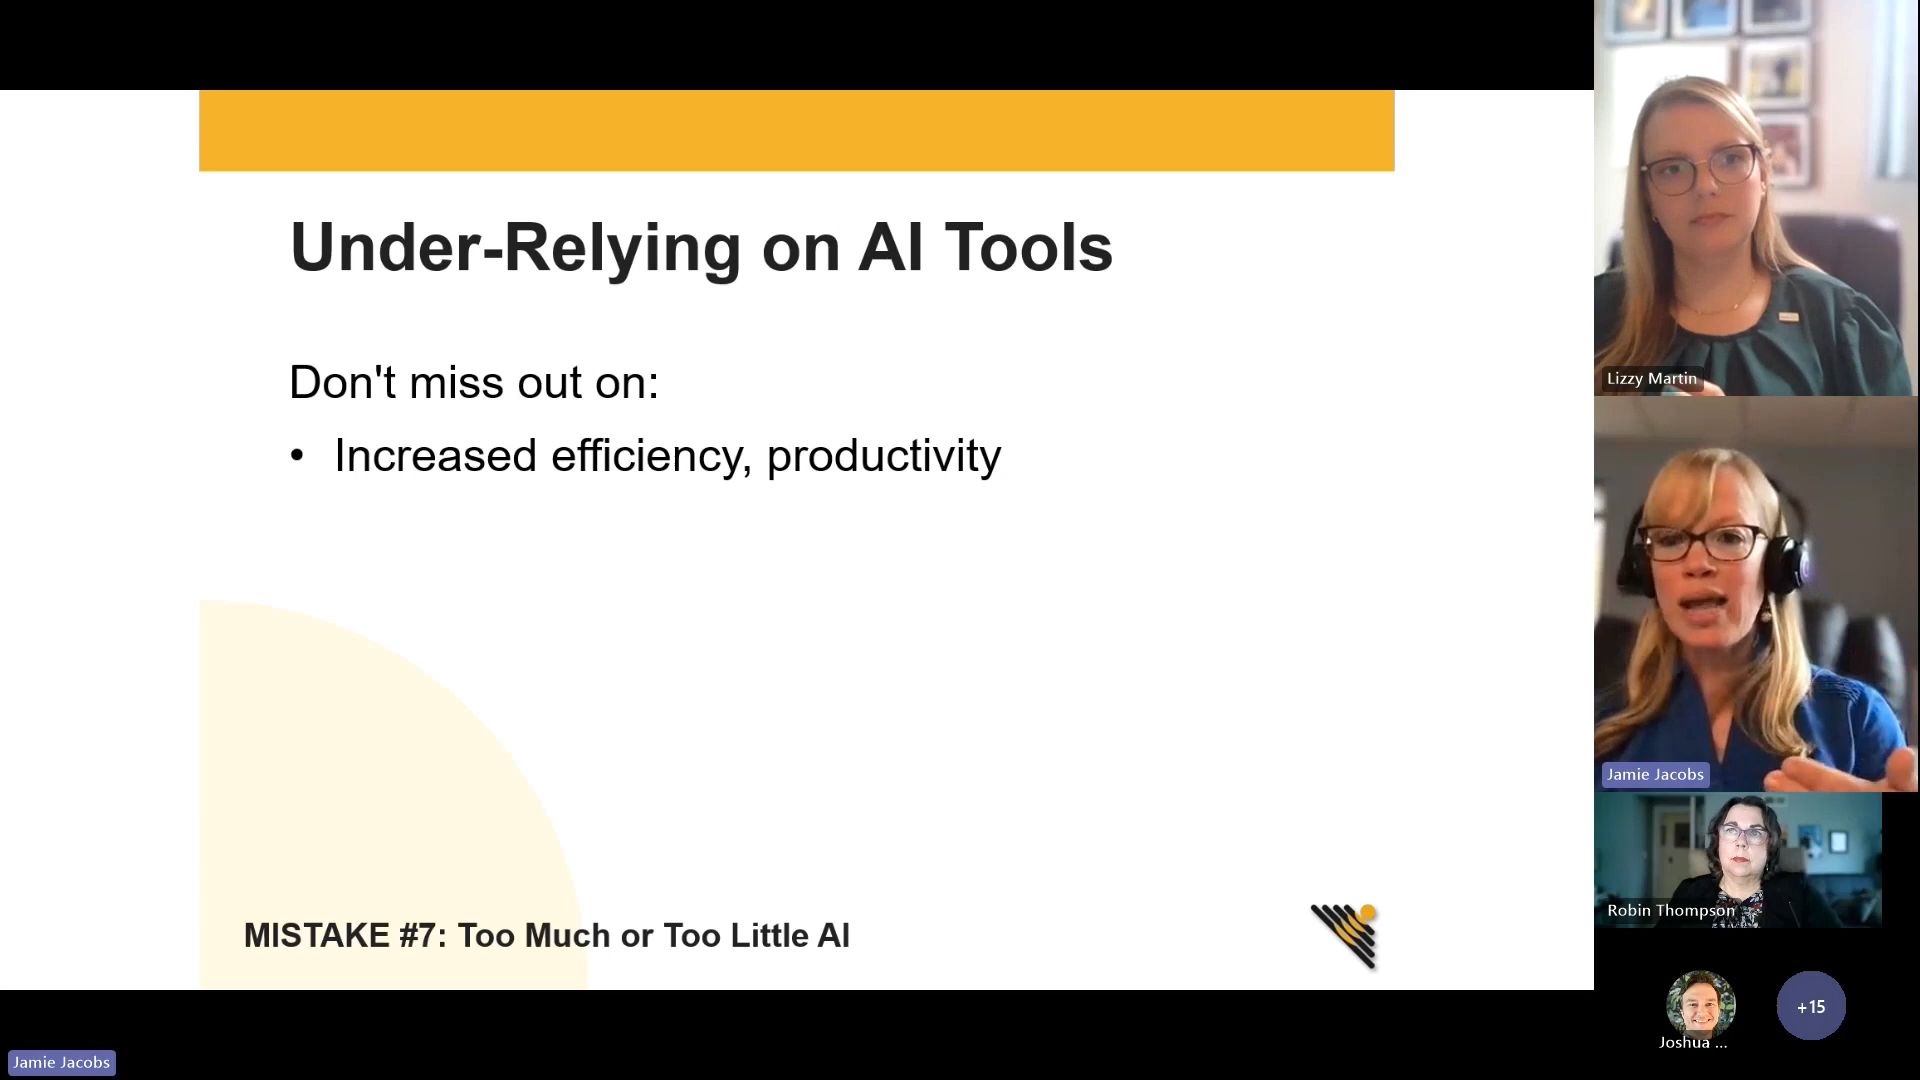 Under-Relying on AI Tools
Don't miss out on:
• Increased efficiency, productivity
MISTAKE #7: Too Much or Too Little AI
Lizzy Martin
Jamie Jacobs
Robin Thompson
Joshua ...
+15
Jamie Jacobs